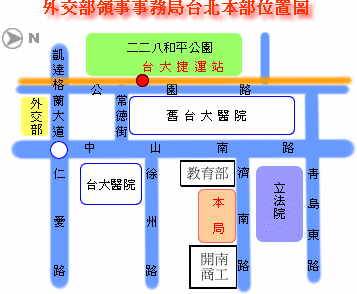 外交部領事事務局台北本部位置圖
N
二二八和平公園
台大捷運站
凱達格蘭大道
公園路
外交部
常德街
舊台大醫院
中山南路
仁愛路
台大醫院
徐州路
教育部
濟南路
立法院
青島東路
本局
開南商工